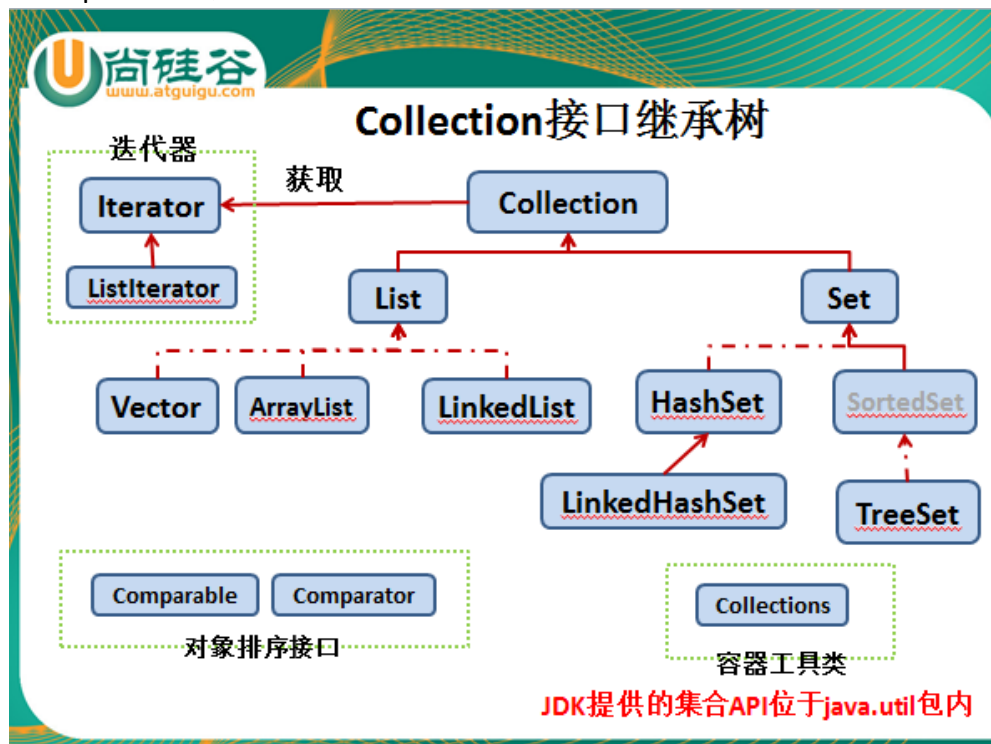 尚硅谷
www.atguigu.com
Collection接口继承树
迭代器
获取
Iterator
Collection
ListIterator
List
Set
Vector
ArrayList
LinkedList
HashSet
SortedSet
LinkedHashSet
TreeSet
Comparable
Comparator
对象排序接口
Collections
容器工具类
JDK提供的集合API位于java.util包内